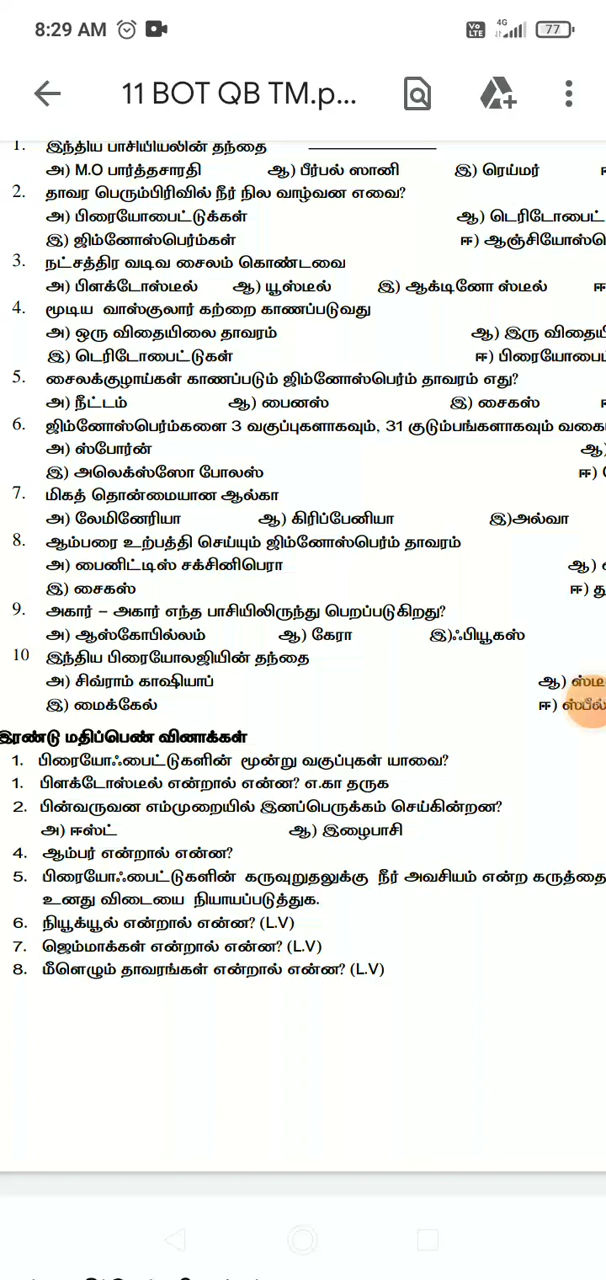 8:29 AM Vo LTE 4G 77
11 BOT QB TM.p...
1. இந்திய பாசியியலின் தந்தை ____________
அ) M.O பார்த்தசாரதி ஆ) பீர்பல் ஸானி இ) ரெய்மர்
2. தாவர பெரும்பிரிவில் நீர் நில வாழ்வன எவை?
அ) பிரையோபைட்டுக்கள் ஆ) டெரிடோபைட்
இ) ஜிம்னோஸ்பெர்ம்கள் ஈ) ஆஞ்சியோஸ்பெ
3. நட்சத்திர வடிவ சைலம் கொண்டவை
அ) பிளக்டோஸ்டீல் ஆ) யூஸ்டீல் இ) ஆக்டினோ ஸ்டீல் ஈ
4. மூடிய வாஸ்குலார் கற்றை காணப்படுவது
அ) ஒரு விதையிலை தாவரம் ஆ) இரு விதையி
இ) டெரிடோபைட்டுகள் ஈ) பிரையோபை
5. சைலக்குழாய்கள் காணப்படும் ஜிம்னோஸ்பெர்ம் தாவரம் எது?
அ) நீட்டம் ஆ) பைனஸ் இ) சைகஸ்
6. ஜிம்னோஸ்பெர்ம்களை 3 வகுப்புகளாகவும், 31 குடும்பங்களாகவும் வகை
அ) ஸ்போர்ன் ஆ)
இ) அலெக்ஸ்ஸோ போலஸ் ஈ)
7. மிகத் தொன்மையான ஆல்கா
அ) லேமினேரியா ஆ) கிரிப்பேனியா இ)அல்வா
8. ஆம்பரை உற்பத்தி செய்யும் ஜிம்னோஸ்பெர்ம் தாவரம்
அ) பைனிட்டிஸ் சக்சினிபெரா ஆ)
இ) சைகஸ் ஈ) து
9. அகார் – அகார் எந்த பாசியிலிருந்து பெறப்படுகிறது?
அ) ஆஸ்கோபில்லம் ஆ) கேரா இ)ஃபியூகஸ்
10 இந்திய பிரையோலஜியின் தந்தை
அ) சிவ்ராம் காஷியாப் ஆ) ஸ்டீ
இ) மைக்கேல் ஈ) ஸ்பீல்
இரண்டு மதிப்பெண் வினாக்கள்
1. பிரையோஃபைட்டுகளின் மூன்று வகுப்புகள் யாவை?
1. பிளக்டோஸ்டீல் என்றால் என்ன? எ.கா தருக
2. பின்வருவன எம்முறையில் இனப்பெருக்கம் செய்கின்றன?
அ) ஈஸ்ட் ஆ) இழைபாசி
4. ஆம்பர் என்றால் என்ன?
5. பிரையோஃபைட்டுகளின் கருவுறுதலுக்கு நீர் அவசியம் என்ற கருத்தை
உனது விடையை நியாயப்படுத்துக.
6. நியூக்யூல் என்றால் என்ன? (L.V)
7. ஜெம்மாக்கள் என்றால் என்ன? (L.V)
8. மீளெழும் தாவரங்கள் என்றால் என்ன? (L.V)